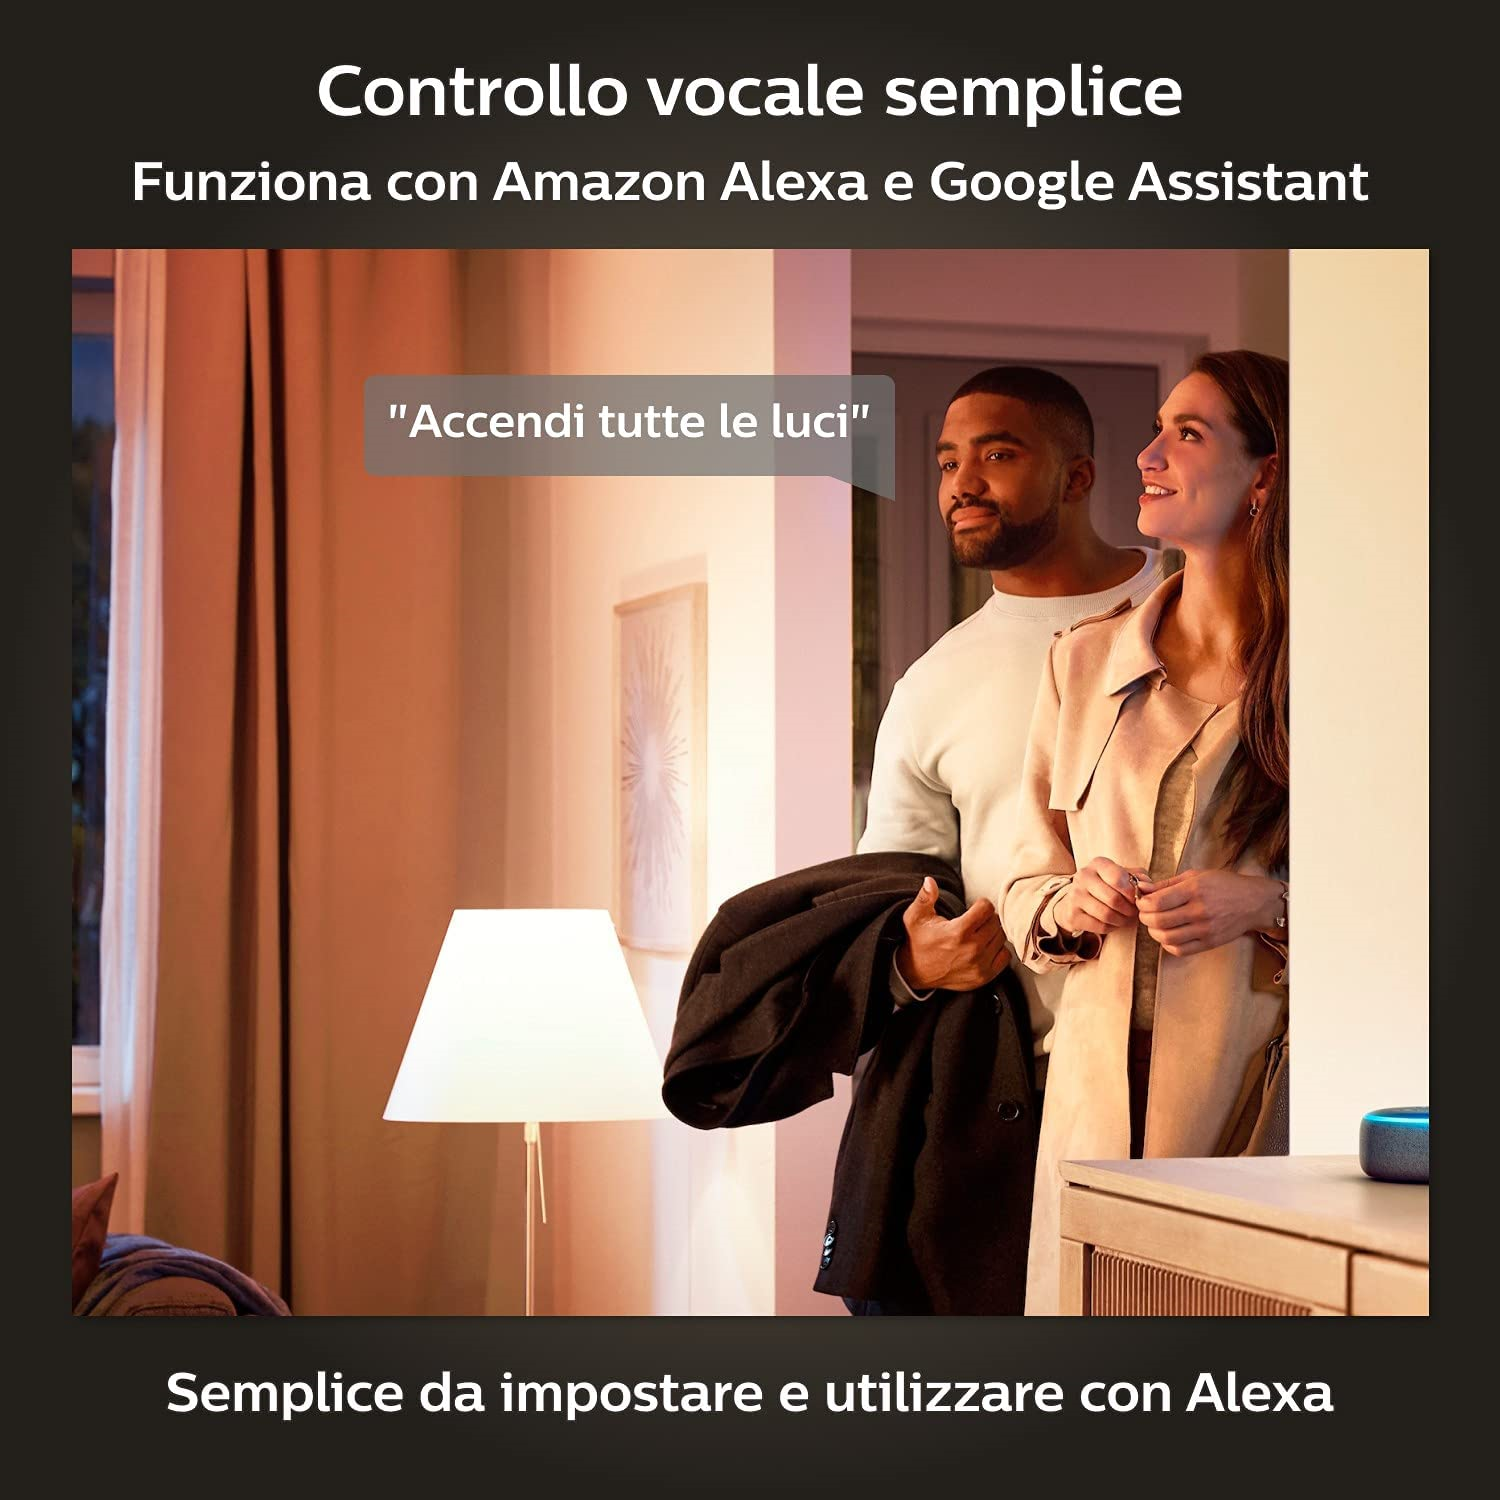 Controllo vocale semplice
Funziona con Amazon Alexa e Google Assistant
"Accendi tutte le luci"
Semplice da impostare e utilizzare con Alexa